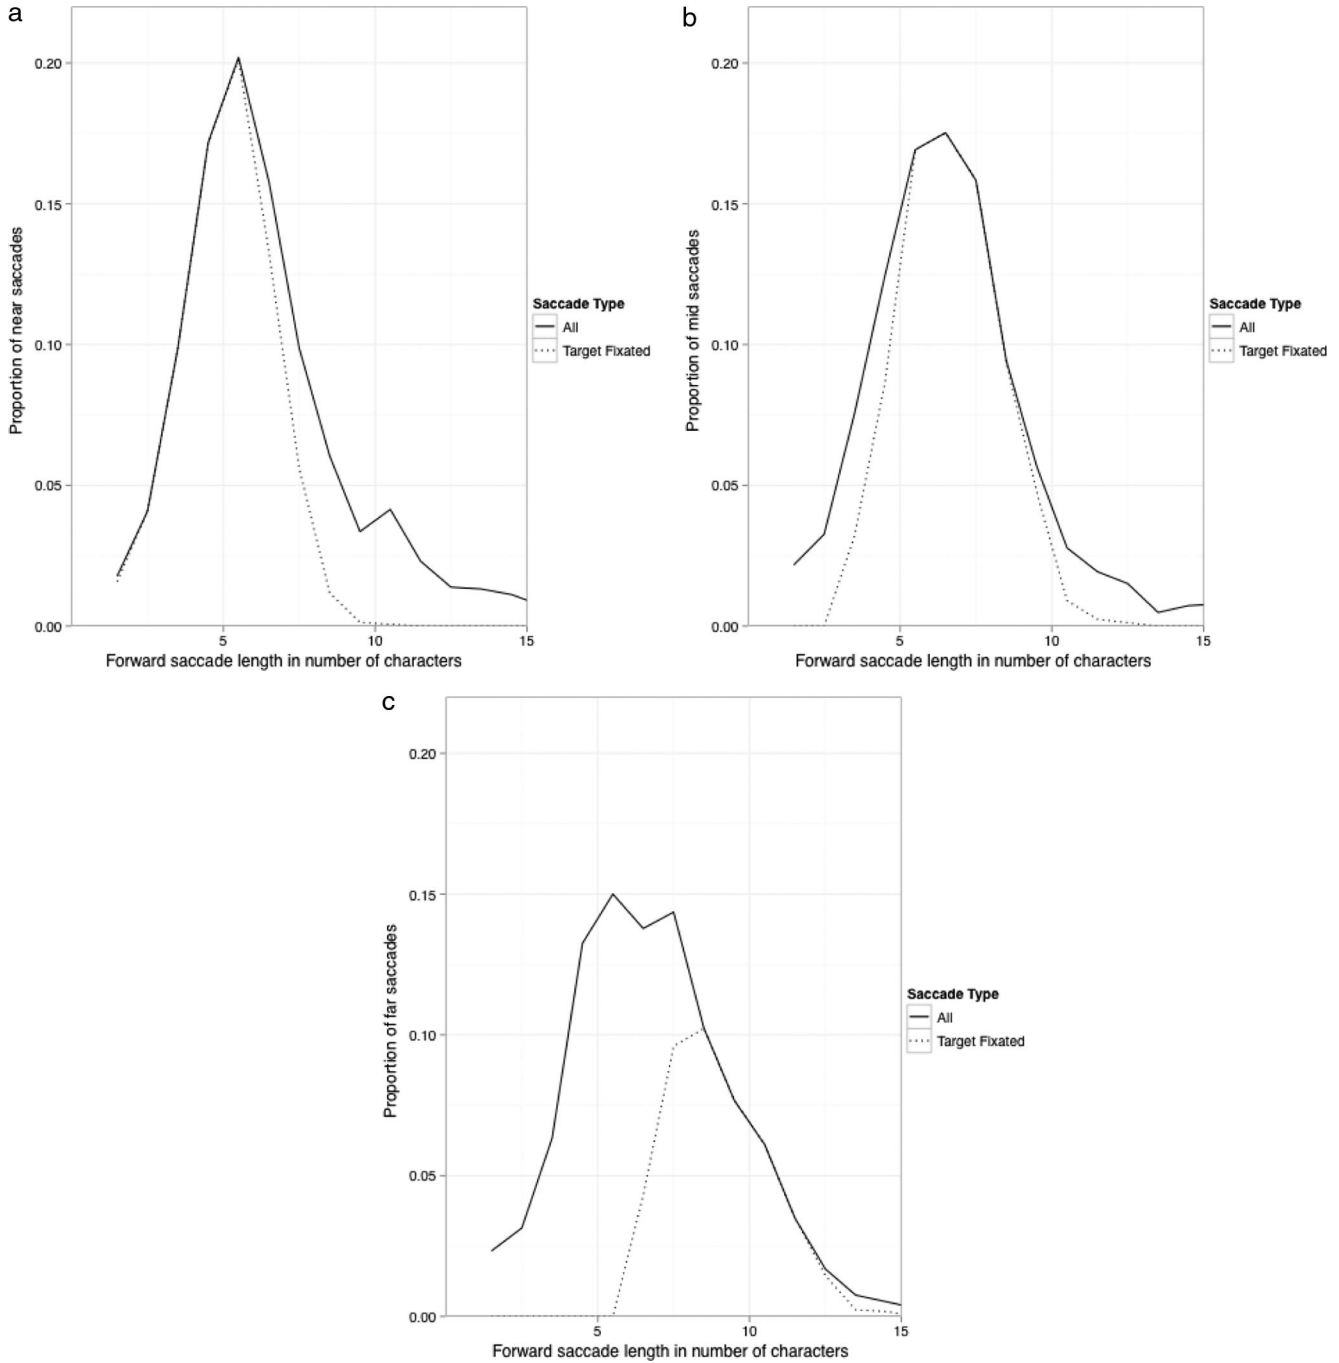 a
Proportion of near saccades
0.20
0.15
0.10
0.05
0.00
5
10
15
Forward saccade length in number of characters
Saccade Type
All
Target Fixated
b
Proportion of mid saccades
0.20
0.15
0.10
0.05
0.00
5
10
15
Forward saccade length in number of characters
Saccade Type
All
Target Fixated
c
Proportion of far saccades
0.20
0.15
0.10
0.05
0.00
5
10
15
Forward saccade length in number of characters
Saccade Type
All
Target Fixated